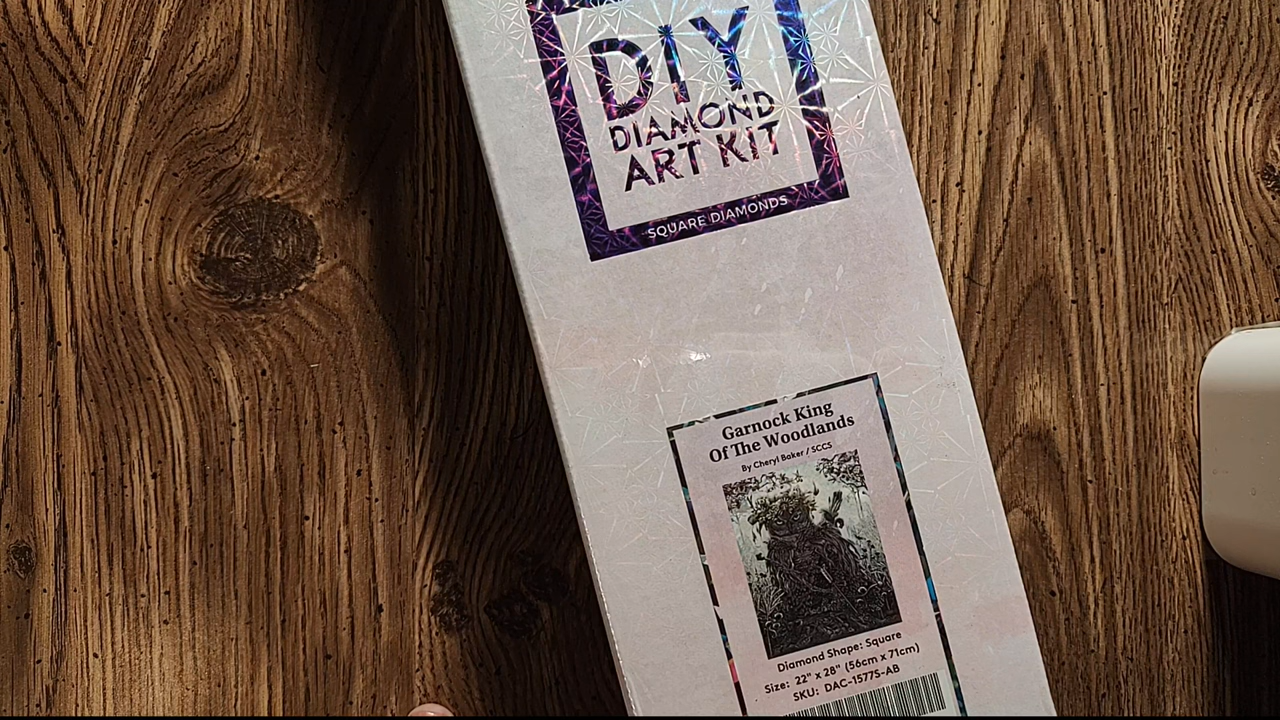 DIY
DIAMOND
ART KIT
SQUARE DIAMONDS
Garnock King
Of The Woodlands
By Cheryl Baker / SCCS
Diamond Shape: Square
Size: 22" x 28" (56cm x 71cm)
SKU: DAC-1577S-AB